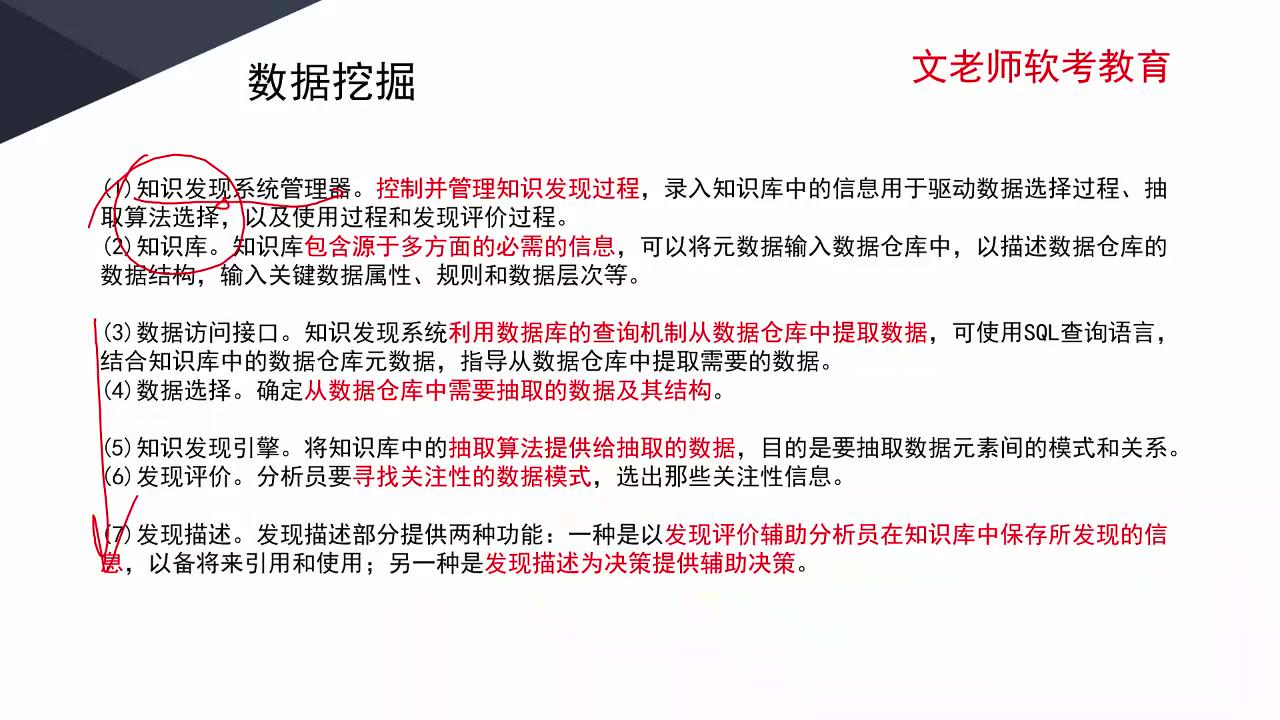 数据挖掘
文老师软考教育
(1)知识发现系统管理器。控制并管理知识发现过程，录入知识库中的信息用于驱动数据选择过程、抽
取算法选择，以及使用过程和发现评价过程。
(2)知识库。知识库包含源于多方面的必需的信息，可以将元数据输入数据仓库中，以描述数据仓库的
数据结构，输入关键数据属性、规则和数据层次等。
(3)数据访问接口。知识发现系统利用数据库的查询机制从数据仓库中提取数据，可使用SQL查询语言，
结合知识库中的数据仓库元数据，指导从数据仓库中提取需要的数据。
(4)数据选择。确定从数据仓库中需要抽取的数据及其结构。
(5)知识发现引擎。将知识库中的抽取算法提供给抽取的数据，目的是要抽取数据元素间的模式和关系。
(6)发现评价。分析员要寻找关注性的数据模式，选出那些关注性信息。
(7)发现描述。发现描述部分提供两种功能：一种是以发现评价辅助分析员在知识库中保存所发现的信
息，以备将来引用和使用；另一种是发现描述为决策提供辅助决策。